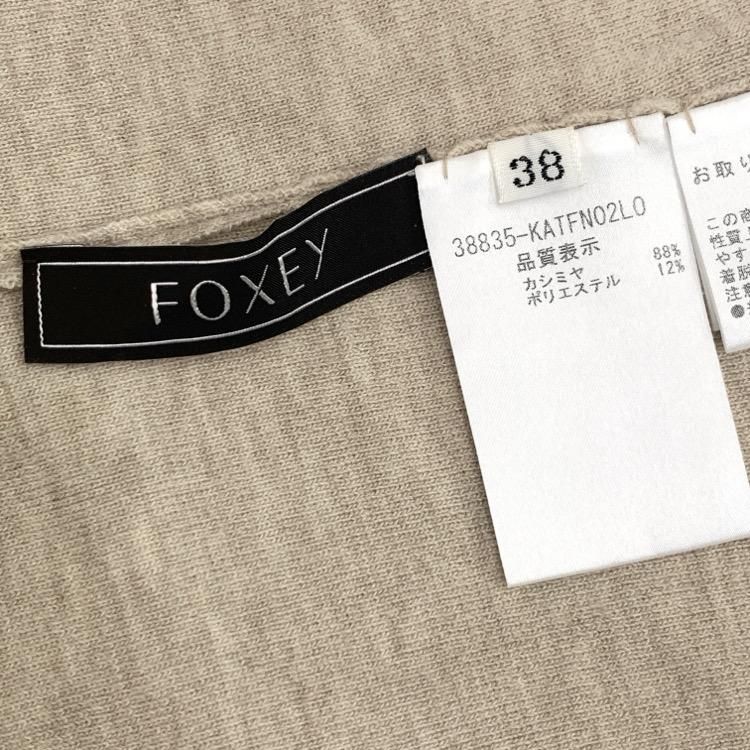 FOXEY
38
38835-KATFN02LO
品質表示
カシミヤ 88%
ポリエステル 12%
お取り
この商
性質
やす
着脱
注意